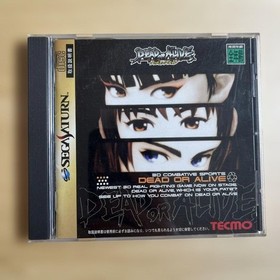 DEAD OR ALIVE
SEGA SATURN
3D COMBATIVE SPORTS
DEAD OR ALIVE
NEWEST 3D REAL FIGHTING GAME NOW ON STAGE.
DEAD OR ALIVE, WHICH IS YOUR FATE?
SEE UP TO HOW YOU COMBAT ON DEAD OR ALIVE
DEAD OR ALIVE
TECMO